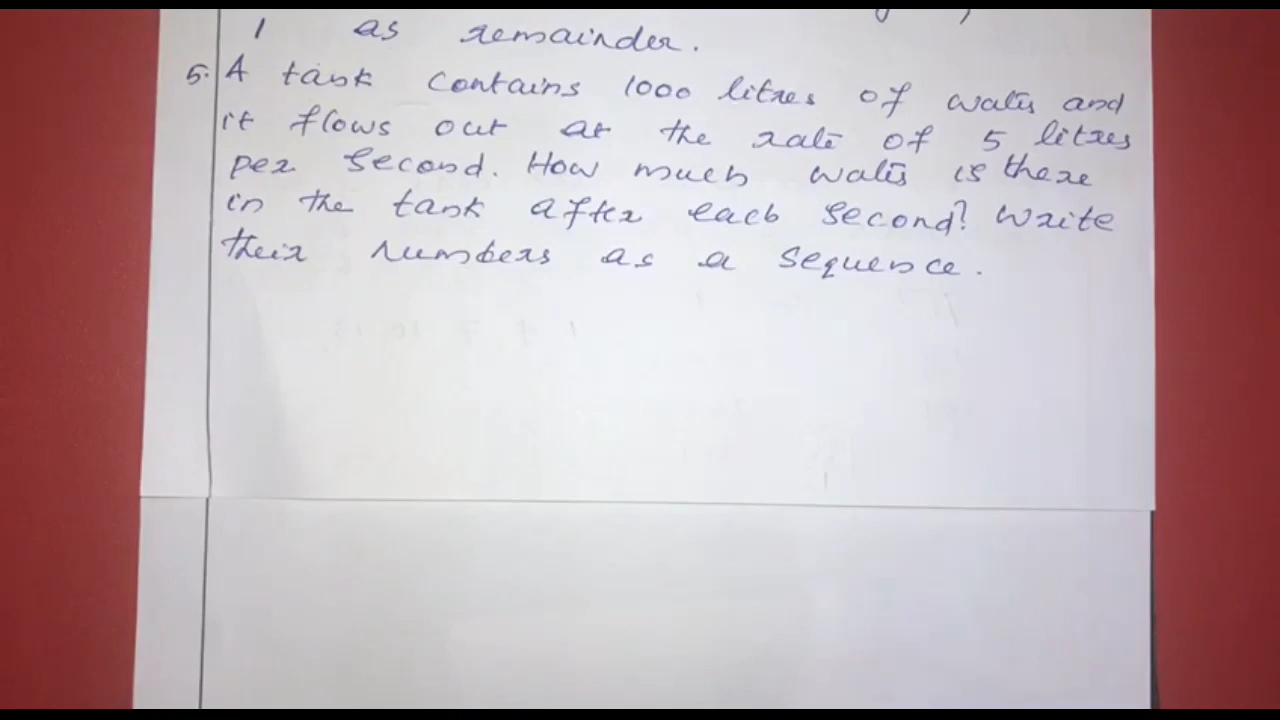 1 as remainder.
5. A tank contains 1000 litres of water and
it flows out at the rate of 5 litres
per second. How much water is there
in the tank after each second? Write
their numbers as a sequence.